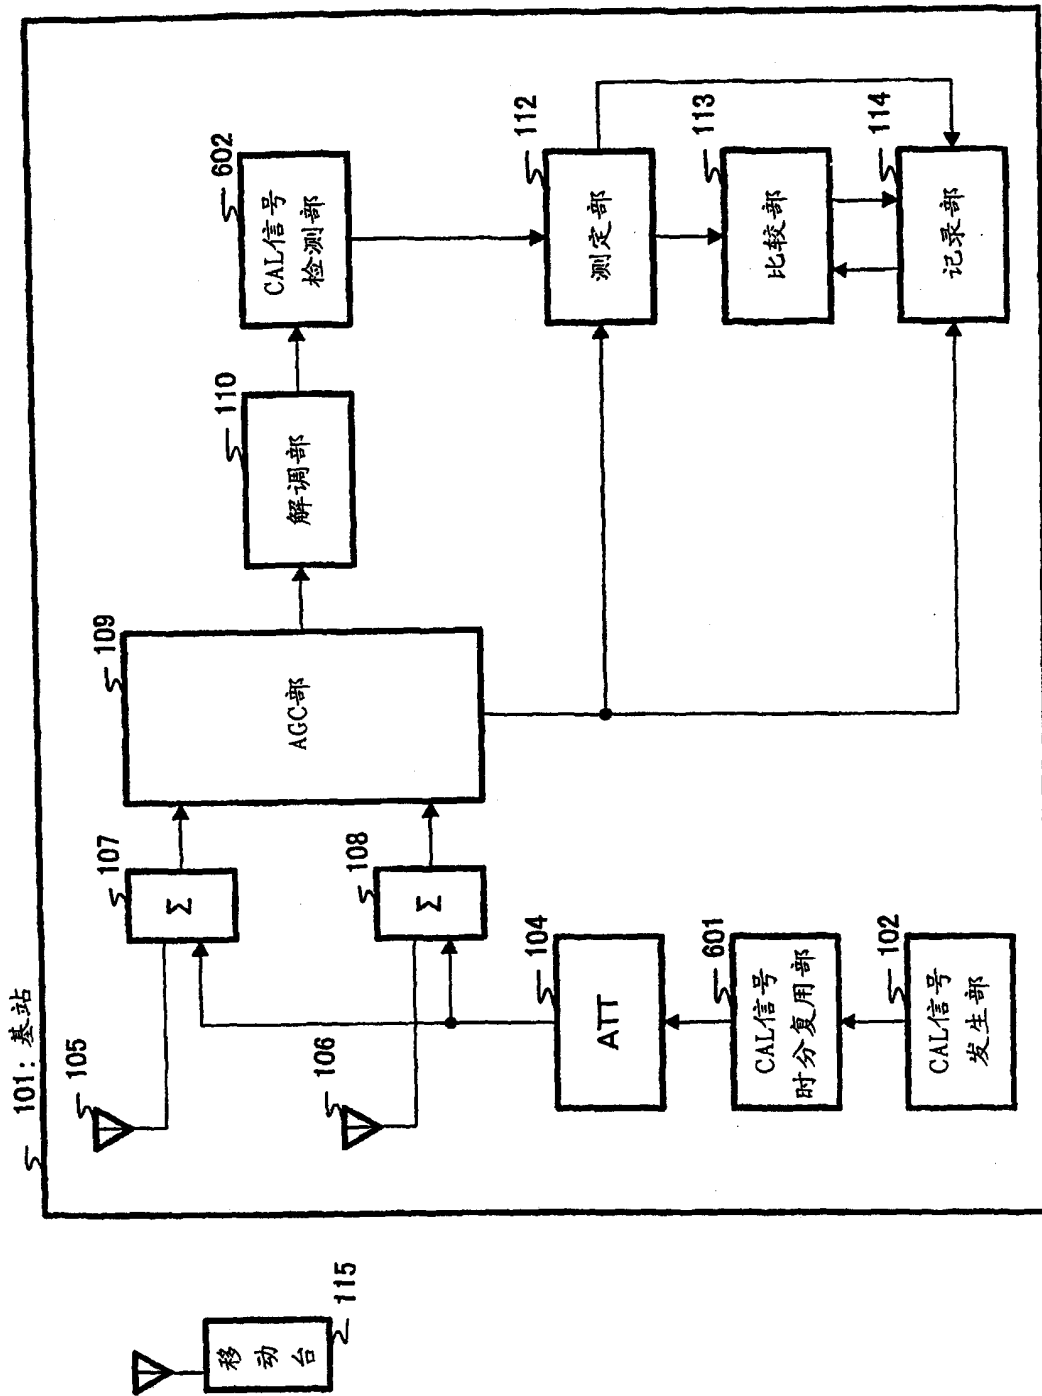 101: 基站
105
106
107
Σ
108
Σ
109
AGC部
110
解调部
602
CAL信号
检测部
112
测定部
113
比较部
114
记录部
104
ATT
601
CAL信号
时分复用部
102
CAL信号
发生部
115
移动台